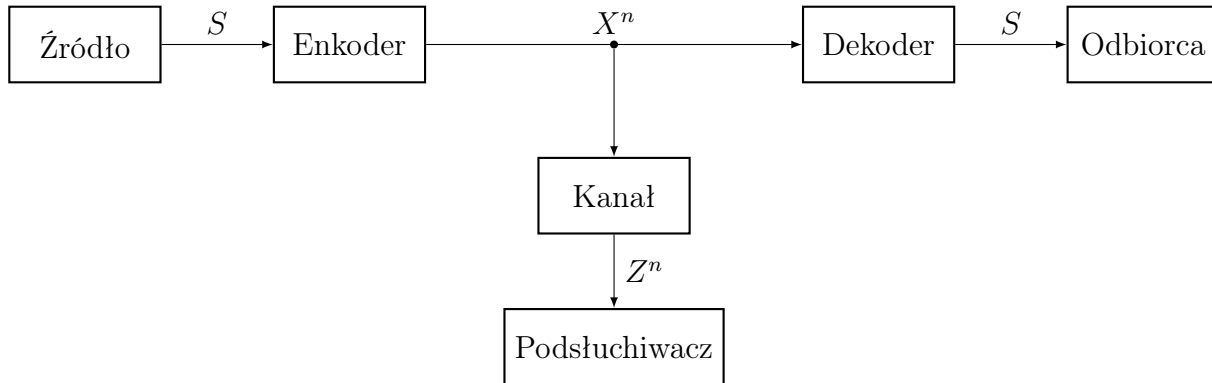 S X^n S
Źródło Enkoder Dekoder Odbiorca
Kanał
Z^n
Podsłuchiwacz